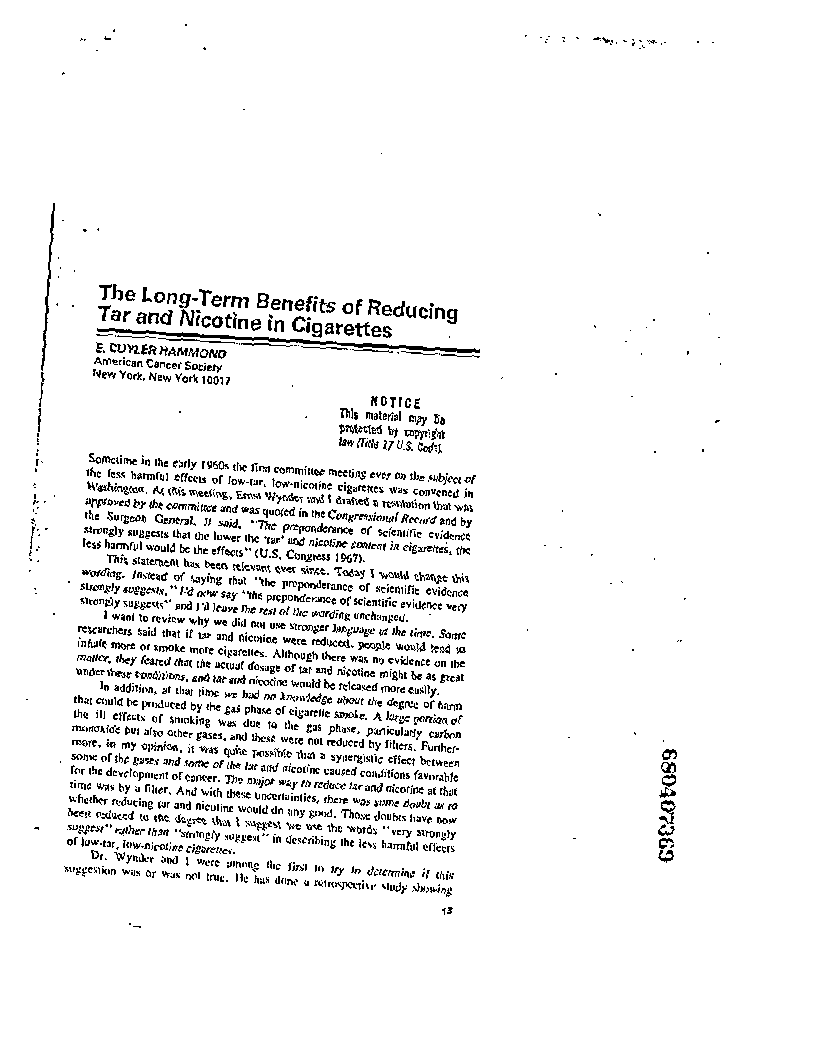 The Long-Term Benefits of Reducing
Tar and Nicotine in Cigarettes
E. CUYLER HAMMOND
American Cancer Society
New York, New York 10017
NOTICE
This material may be
protected by copyright
law (Title 17 U.S. Code).
Sometime in the early 1960s the first committee meeting ever on the subject of
the less harmful effects of low-tar, low-nicotine cigarettes was convened in
Washington. At this meeting, Ernst Wynder and I drafted a resolution that was
approved by the committee and was quoted in the Congressional Record and by
the Surgeon General. It said, "The preponderance of scientific evidence
strongly suggests that the lower the 'tar' and nicotine content in cigarettes, the
less harmful would be the effects" (U.S. Congress 1967).
This statement has been relevant ever since. Today I would change this
wording. Instead of saying that "the preponderance of scientific evidence
strongly suggests," I'd now say "the preponderance of scientific evidence very
strongly suggests" and I'd leave the rest of the wording unchanged.
I want to review why we did not use stronger language at the time. Some
researchers said that if tar and nicotine were reduced, people would tend to
inhale more or smoke more cigarettes. Although there was no evidence on the
matter, they feared that the actual dosage of tar and nicotine might be as great
under these conditions, and tar and nicotine would be released more easily.
In addition, at that time we had no knowledge about the degree of harm
that could be produced by the gas phase of cigarette smoke. A large portion of
the ill effects of smoking was due to the gas phase, particularly carbon
monoxide but also other gases, and these were not reduced by filters. Further-
more, in my opinion, it was quite possible that a synergistic effect between
some of the gases and some of the tar and nicotine caused conditions favorable
for the development of cancer. The major way to reduce tar and nicotine at that
time was by a filter. And with these uncertainties, there was some doubt as to
whether reducing tar and nicotine would do any good. Those doubts have now
been reduced to the degree that I suggest we use the words "very strongly
suggest" rather than "strongly suggest" in describing the less harmful effects
of low-tar, low-nicotine cigarettes.
Dr. Wynder and I were among the first to try to determine if this
suggestion was or was not true. He has done a retrospective study showing
13
680407369